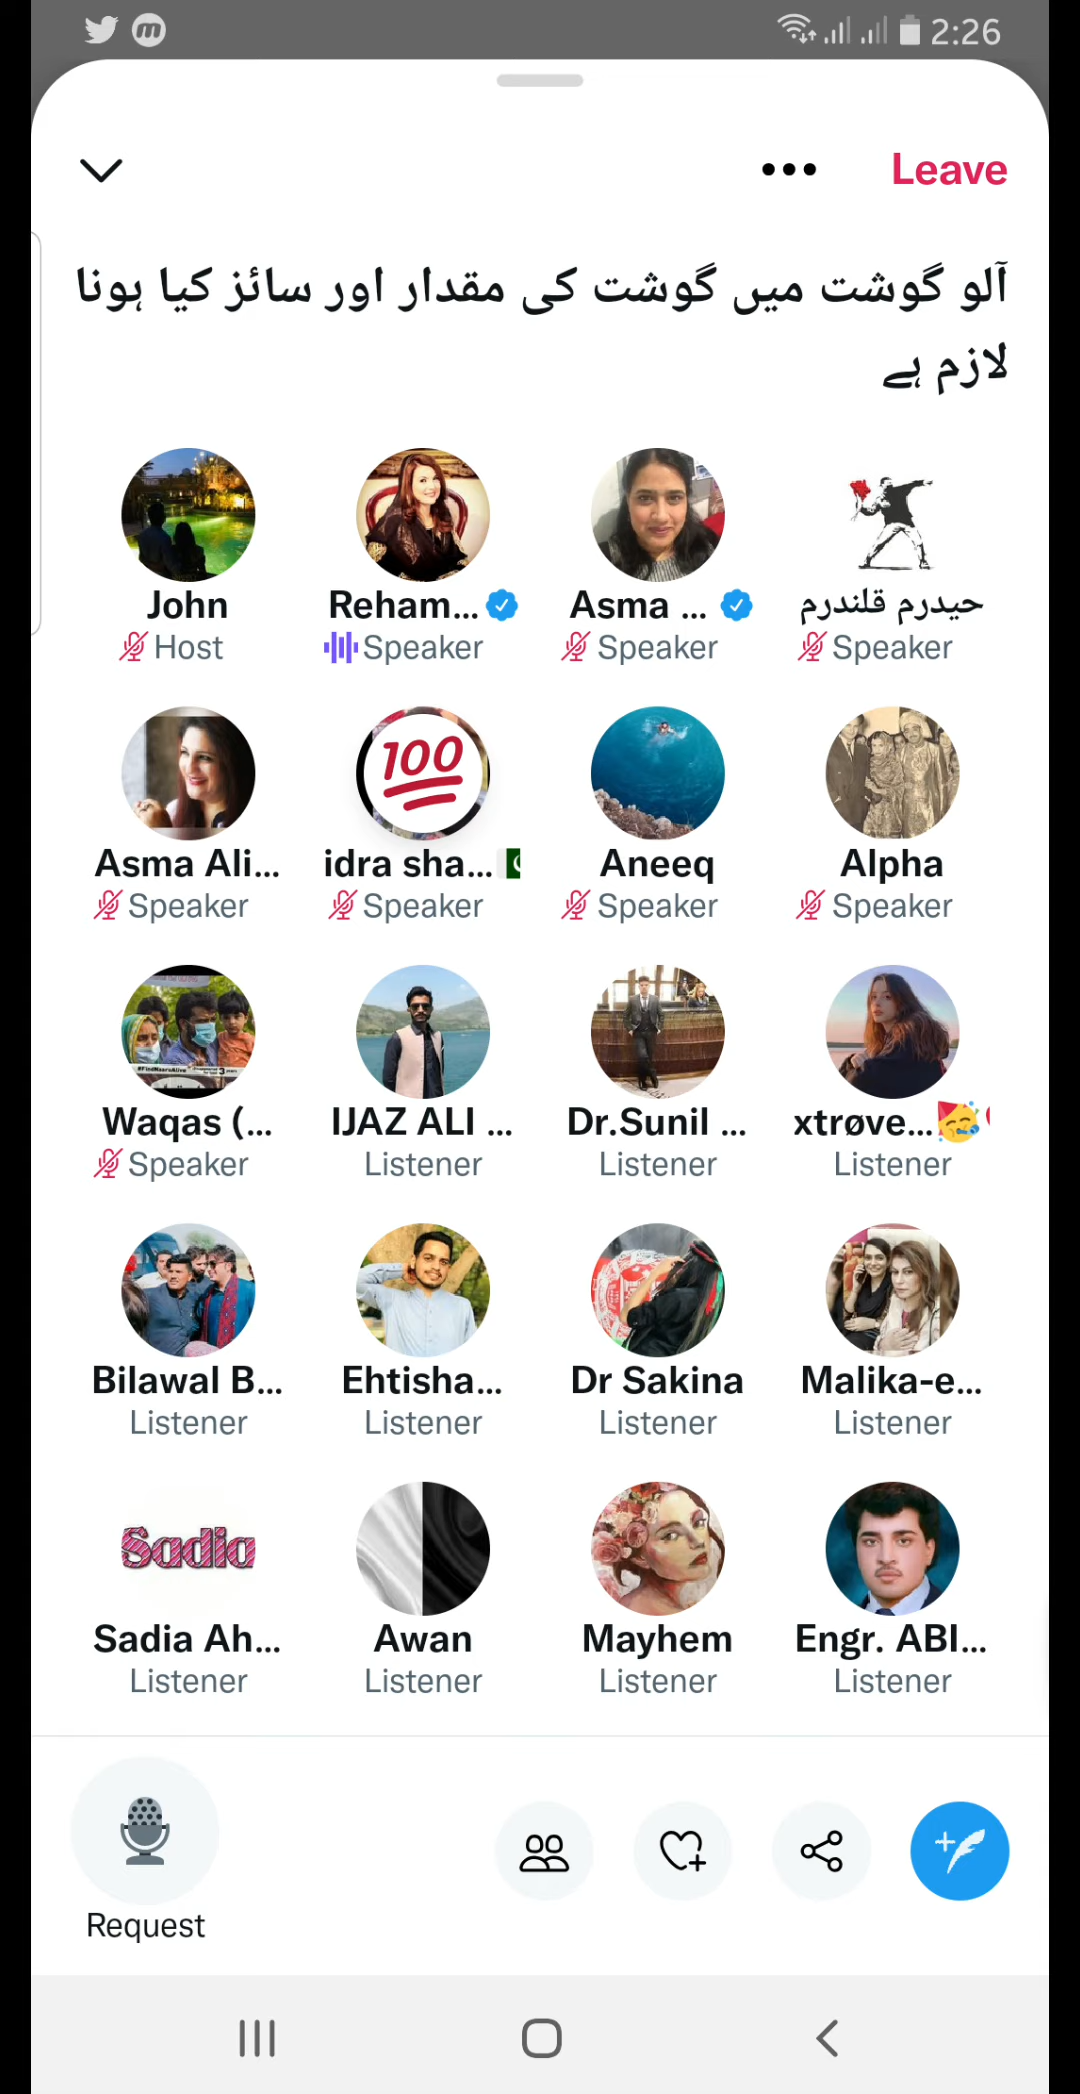 2:26
Leave
آلو گوشت میں گوشت کی مقدار اور سائز کیا ہونا
لازم ہے
John Reham... Asma ... حیدرم قلندرم
Host Speaker Speaker Speaker
100
Asma Ali... idra sha... Aneeq Alpha
Speaker Speaker Speaker Speaker
Waqas (... IJAZ ALI ... Dr.Sunil ... xtrøve...
Speaker Listener Listener Listener
Bilawal B... Ehtisha... Dr Sakina Malika-e...
Listener Listener Listener Listener
Sadia
Sadia Ah... Awan Mayhem Engr. ABI...
Listener Listener Listener Listener
Request